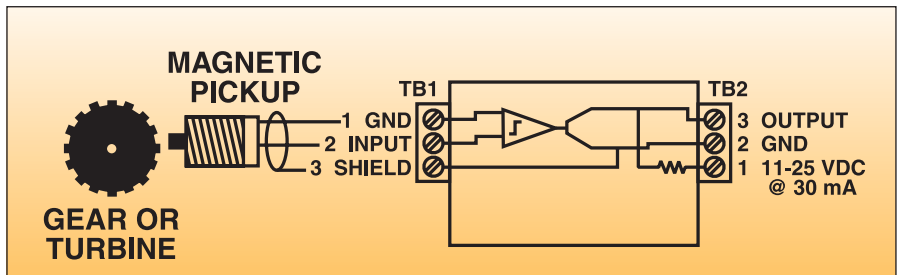 MAGNETIC
PICKUP
GEAR OR
TURBINE
TB1
1 GND
2 INPUT
3 SHIELD
TB2
3 OUTPUT
2 GND
1 11-25 VDC
@ 30 mA